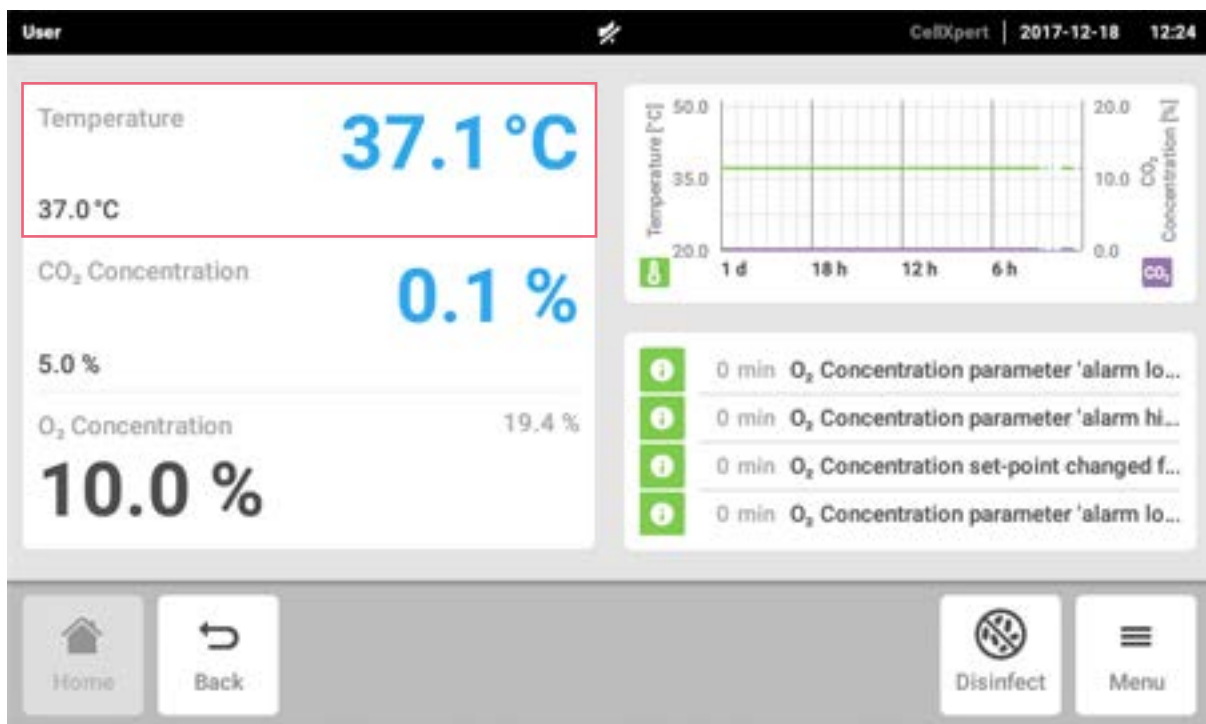 User CellXpert | 2017-12-18 12:24
Temperature 37.1 °C
37.0 °C
CO₂ Concentration 0.1 %
5.0 %
O₂ Concentration 19.4 %
10.0 %
Temperature [°C]
50.0
35.0
20.0
20.0
10.0
0.0
CO₂ Concentration [%]
1 d 18 h 12 h 6 h
CO₂
0 min O₂ Concentration parameter 'alarm lo...
0 min O₂ Concentration parameter 'alarm hi...
0 min O₂ Concentration set-point changed f...
0 min O₂ Concentration parameter 'alarm lo...
Home Back Disinfect Menu